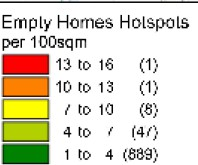 Empty Homes Hotspots
per 100sqm
13 to 16 (1)
10 to 13 (1)
7 to 10 (8)
4 to 7 (47)
1 to 4 (889)